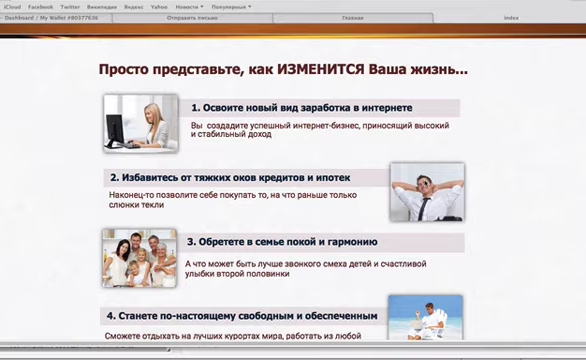 iCloud Facebook Twitter Википедия Яндекс Yahoo Новости Популярные
Dashboard / My Wallet #80377636 Отправить письмо Главная index
Просто представьте, как ИЗМЕНИТСЯ Ваша жизнь...
1. Освоите новый вид заработка в интернете
Вы создадите успешный интернет-бизнес, приносящий высокий
и стабильный доход
2. Избавитесь от тяжких оков кредитов и ипотек
Наконец-то позволите себе покупать то, на что раньше только
слюнки текли
3. Обретете в семье покой и гармонию
А что может быть лучше звонкого смеха детей и счастливой
улыбки второй половинки
4. Станете по-настоящему свободным и обеспеченным
Сможете отдыхать на лучших курортах мира, работать из любой